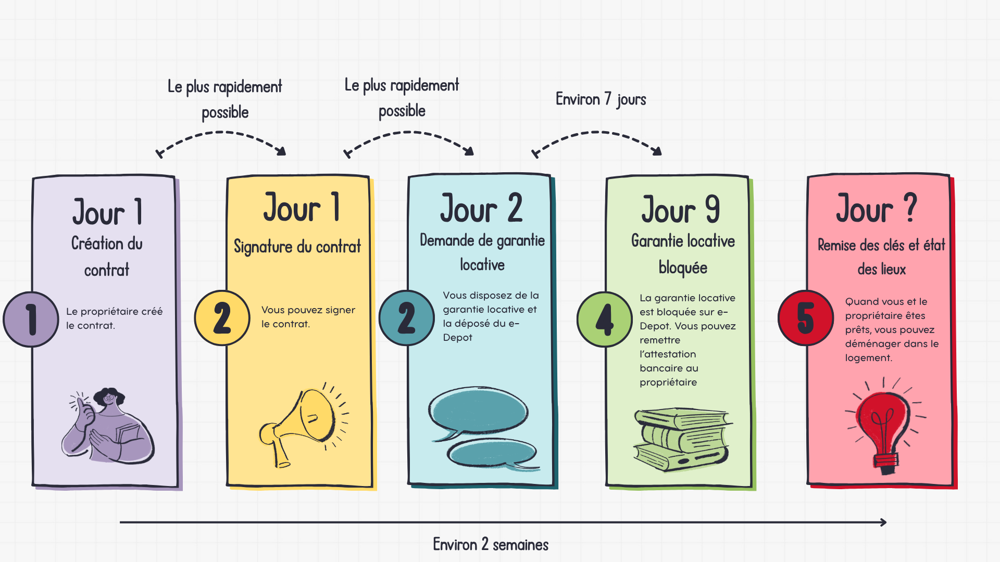 Le plus rapidement
possible
Le plus rapidement
possible
Environ 7 jours
Jour 1
Création du
contrat
1
Le propriétaire créé
le contrat.
Jour 1
Signature du contrat
2
Vous pouvez signer
le contrat.
Jour 2
Demande de garantie
locative
2
Vous disposez de la
garantie locative et
la déposé du e-
Depot
Jour 9
Garantie locative
bloquée
4
La garantie locative
est bloquée sur e-
Depot. Vous pouvez
remettre
l'attestation
bancaire au
propriétaire
Jour ?
Remise des clés et état
des lieux
5
Quand vous et le
propriétaire êtes
prêts, vous pouvez
déménager dans le
logement.
Environ 2 semaines